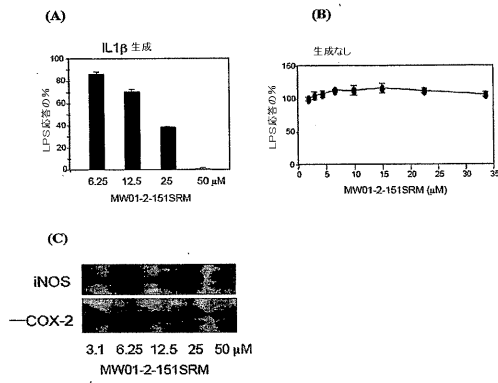 (A)
IL1β 生成
LPS応答の%
100
80
60
40
20
0
6.25 12.5 25 50 μM
MW01-2-151SRM
(B)
生成なし
LPS応答の%
150
100
50
0
0 5 10 15 20 25 30 35
MW01-2-151SRM (μM)
(C)
iNOS
COX-2
3.1 6.25 12.5 25 50 μM
MW01-2-151SRM